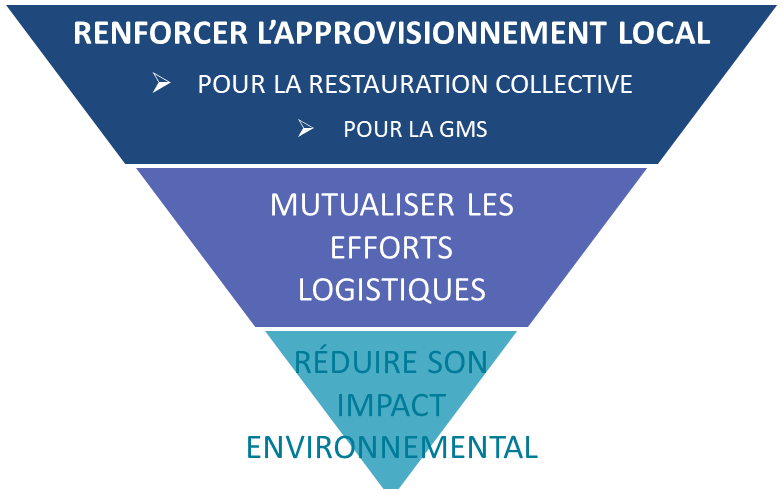 RENFORCER L’APPROVISIONNEMENT LOCAL
➢ POUR LA RESTAURATION COLLECTIVE
➢ POUR LA GMS
MUTUALISER LES
EFFORTS
LOGISTIQUES
RÉDUIRE SON
IMPACT
ENVIRONNEMENTAL